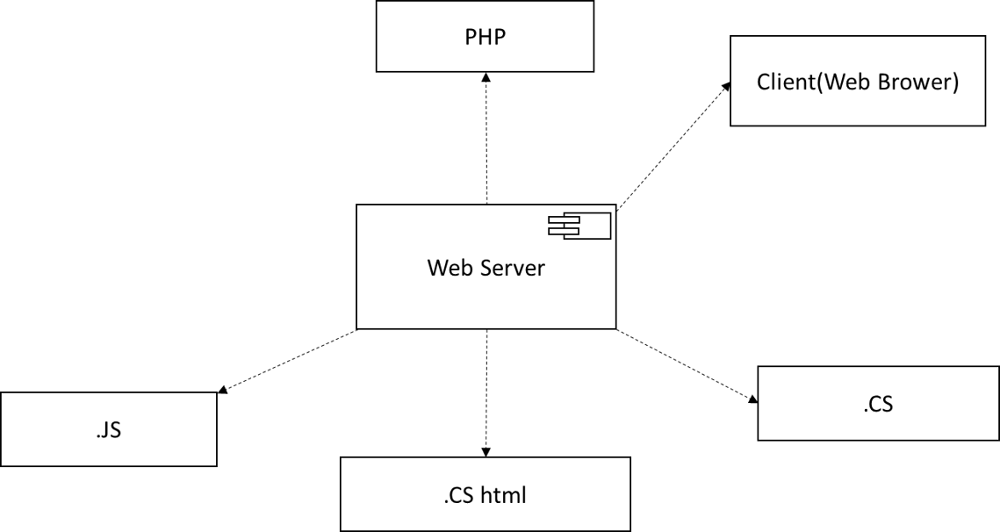 PHP
Client(Web Brower)
Web Server
.CS
.JS
.CS html